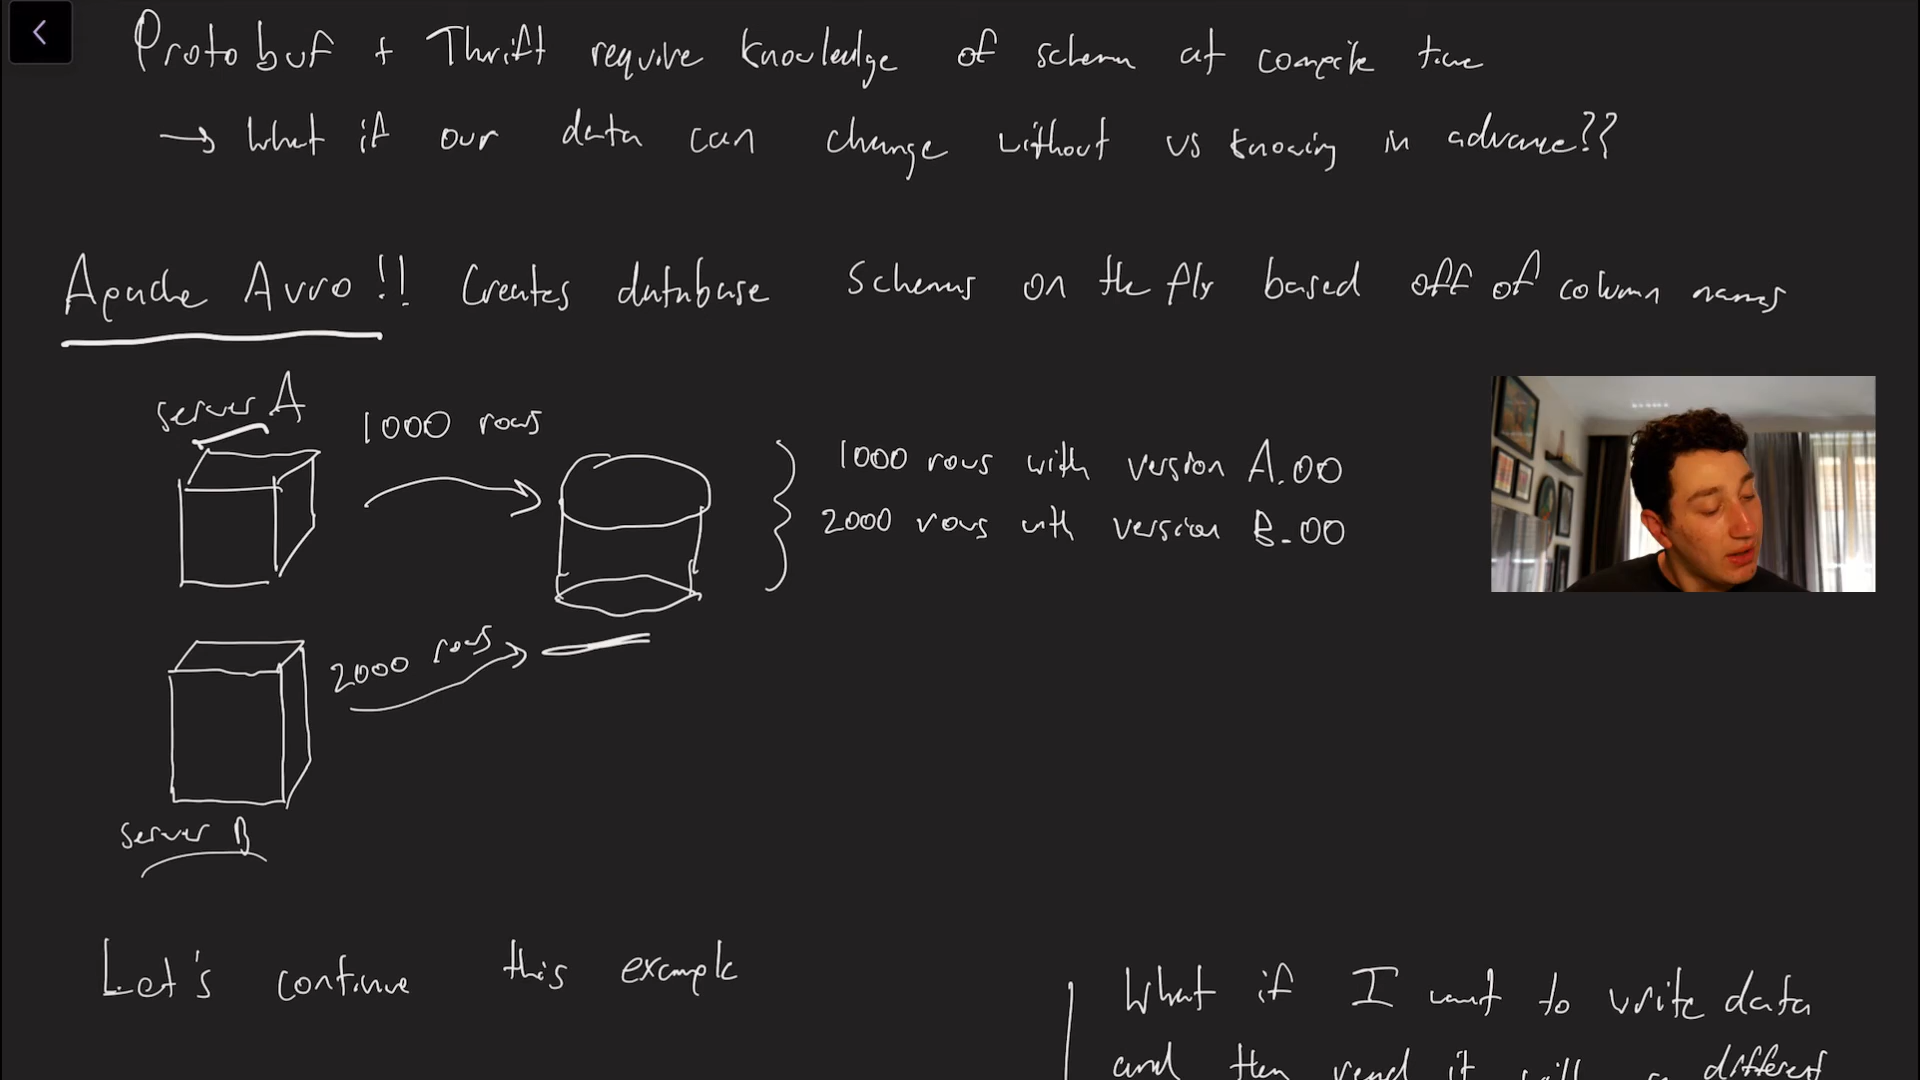 Protobuf + Thrift require knowledge of schema at compile time
→ What if our data can change without us knowing in advance??
Apache Avro!! Creates database schemas on the fly based off of column names
server A
1000 rows
1000 rows with version A.00
2000 rows with version B.00
2000 rows
server B
Let's continue this example
What if I want to write data
and then read it with a different